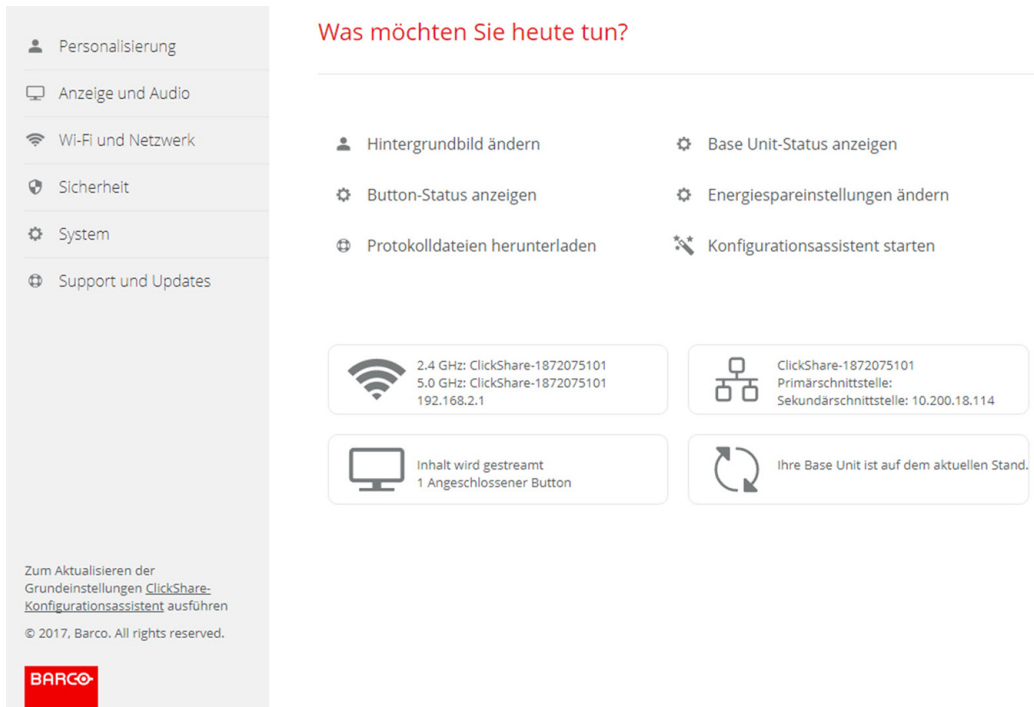 Personalisierung
Anzeige und Audio
Wi-Fi und Netzwerk
Sicherheit
System
Support und Updates
Zum Aktualisieren der
Grundeinstellungen ClickShare-
Konfigurationsassistent ausführen
© 2017, Barco. All rights reserved.
BARCO
Was möchten Sie heute tun?
Hintergrundbild ändern
Base Unit-Status anzeigen
Button-Status anzeigen
Energiespareinstellungen ändern
Protokolldateien herunterladen
Konfigurationsassistent starten
2.4 GHz: ClickShare-1872075101
5.0 GHz: ClickShare-1872075101
192.168.2.1
ClickShare-1872075101
Primärschnittstelle:
Sekundärschnittstelle: 10.200.18.114
Inhalt wird gestreamt
1 Angeschlossener Button
Ihre Base Unit ist auf dem aktuellen Stand.